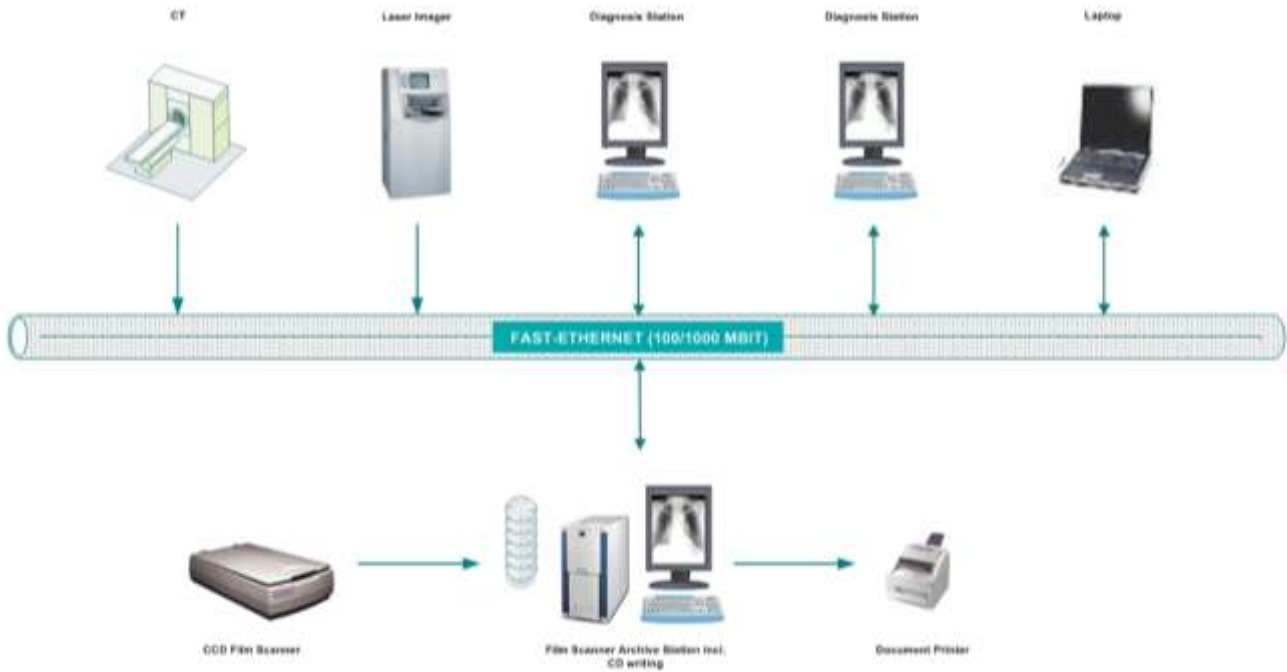 CT
Laser Imager
Diagnosis Station
Diagnosis Station
Laptop
FAST-ETHERNET (100/1000 MBIT)
CCD Film Scanner
Film Scanner Archive Station incl.
CD writing
Document Printer